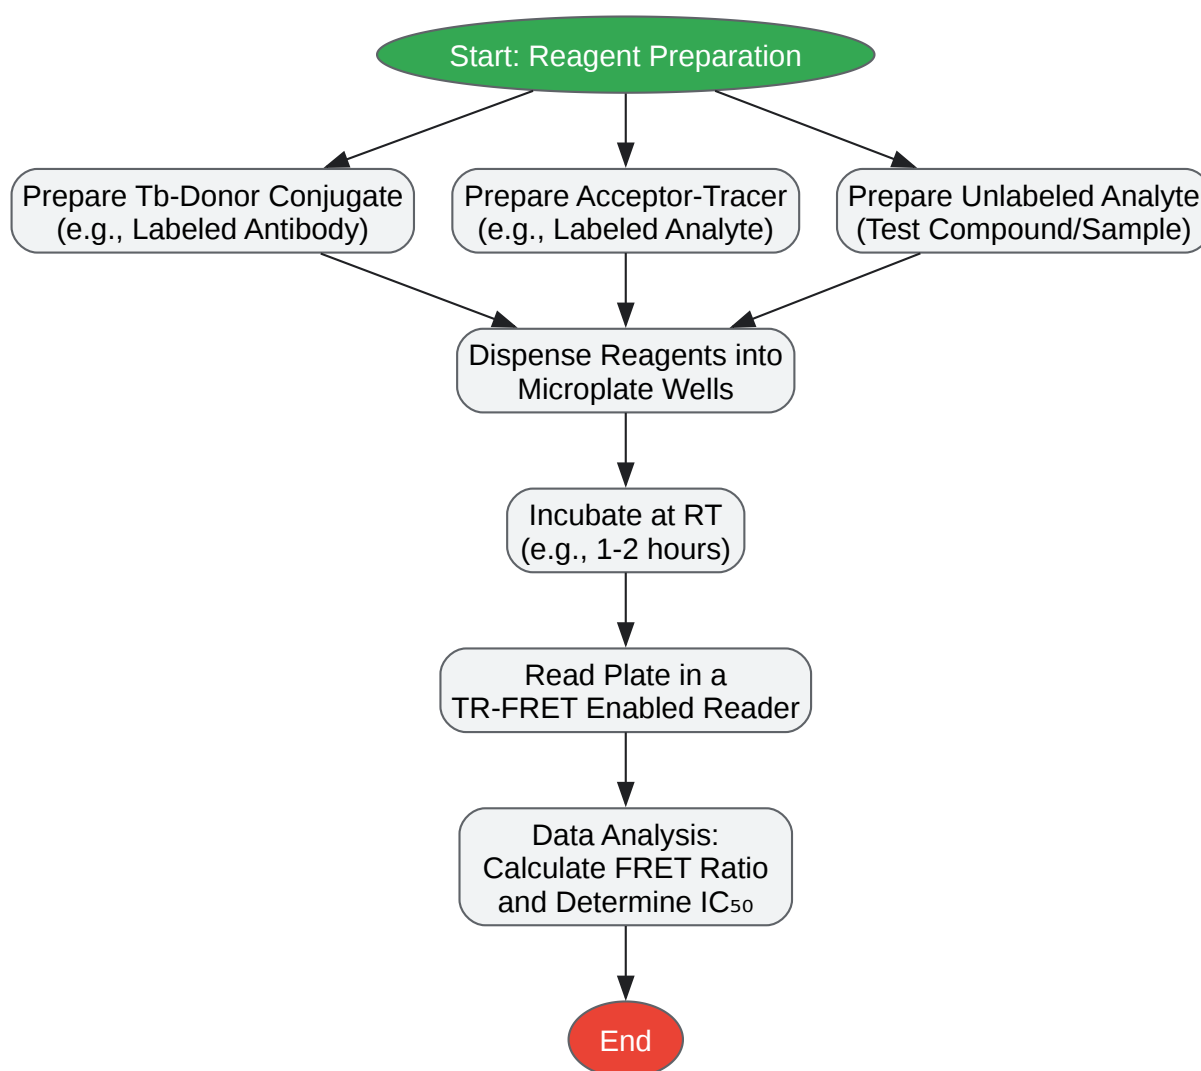 Start: Reagent Preparation
Prepare Tb-Donor Conjugate
(e.g., Labeled Antibody)
Prepare Acceptor-Tracer
(e.g., Labeled Analyte)
Prepare Unlabeled Analyte
(Test Compound/Sample)
Dispense Reagents into
Microplate Wells
Incubate at RT
(e.g., 1-2 hours)
Read Plate in a
TR-FRET Enabled Reader
Data Analysis:
Calculate FRET Ratio
and Determine IC₅₀
End